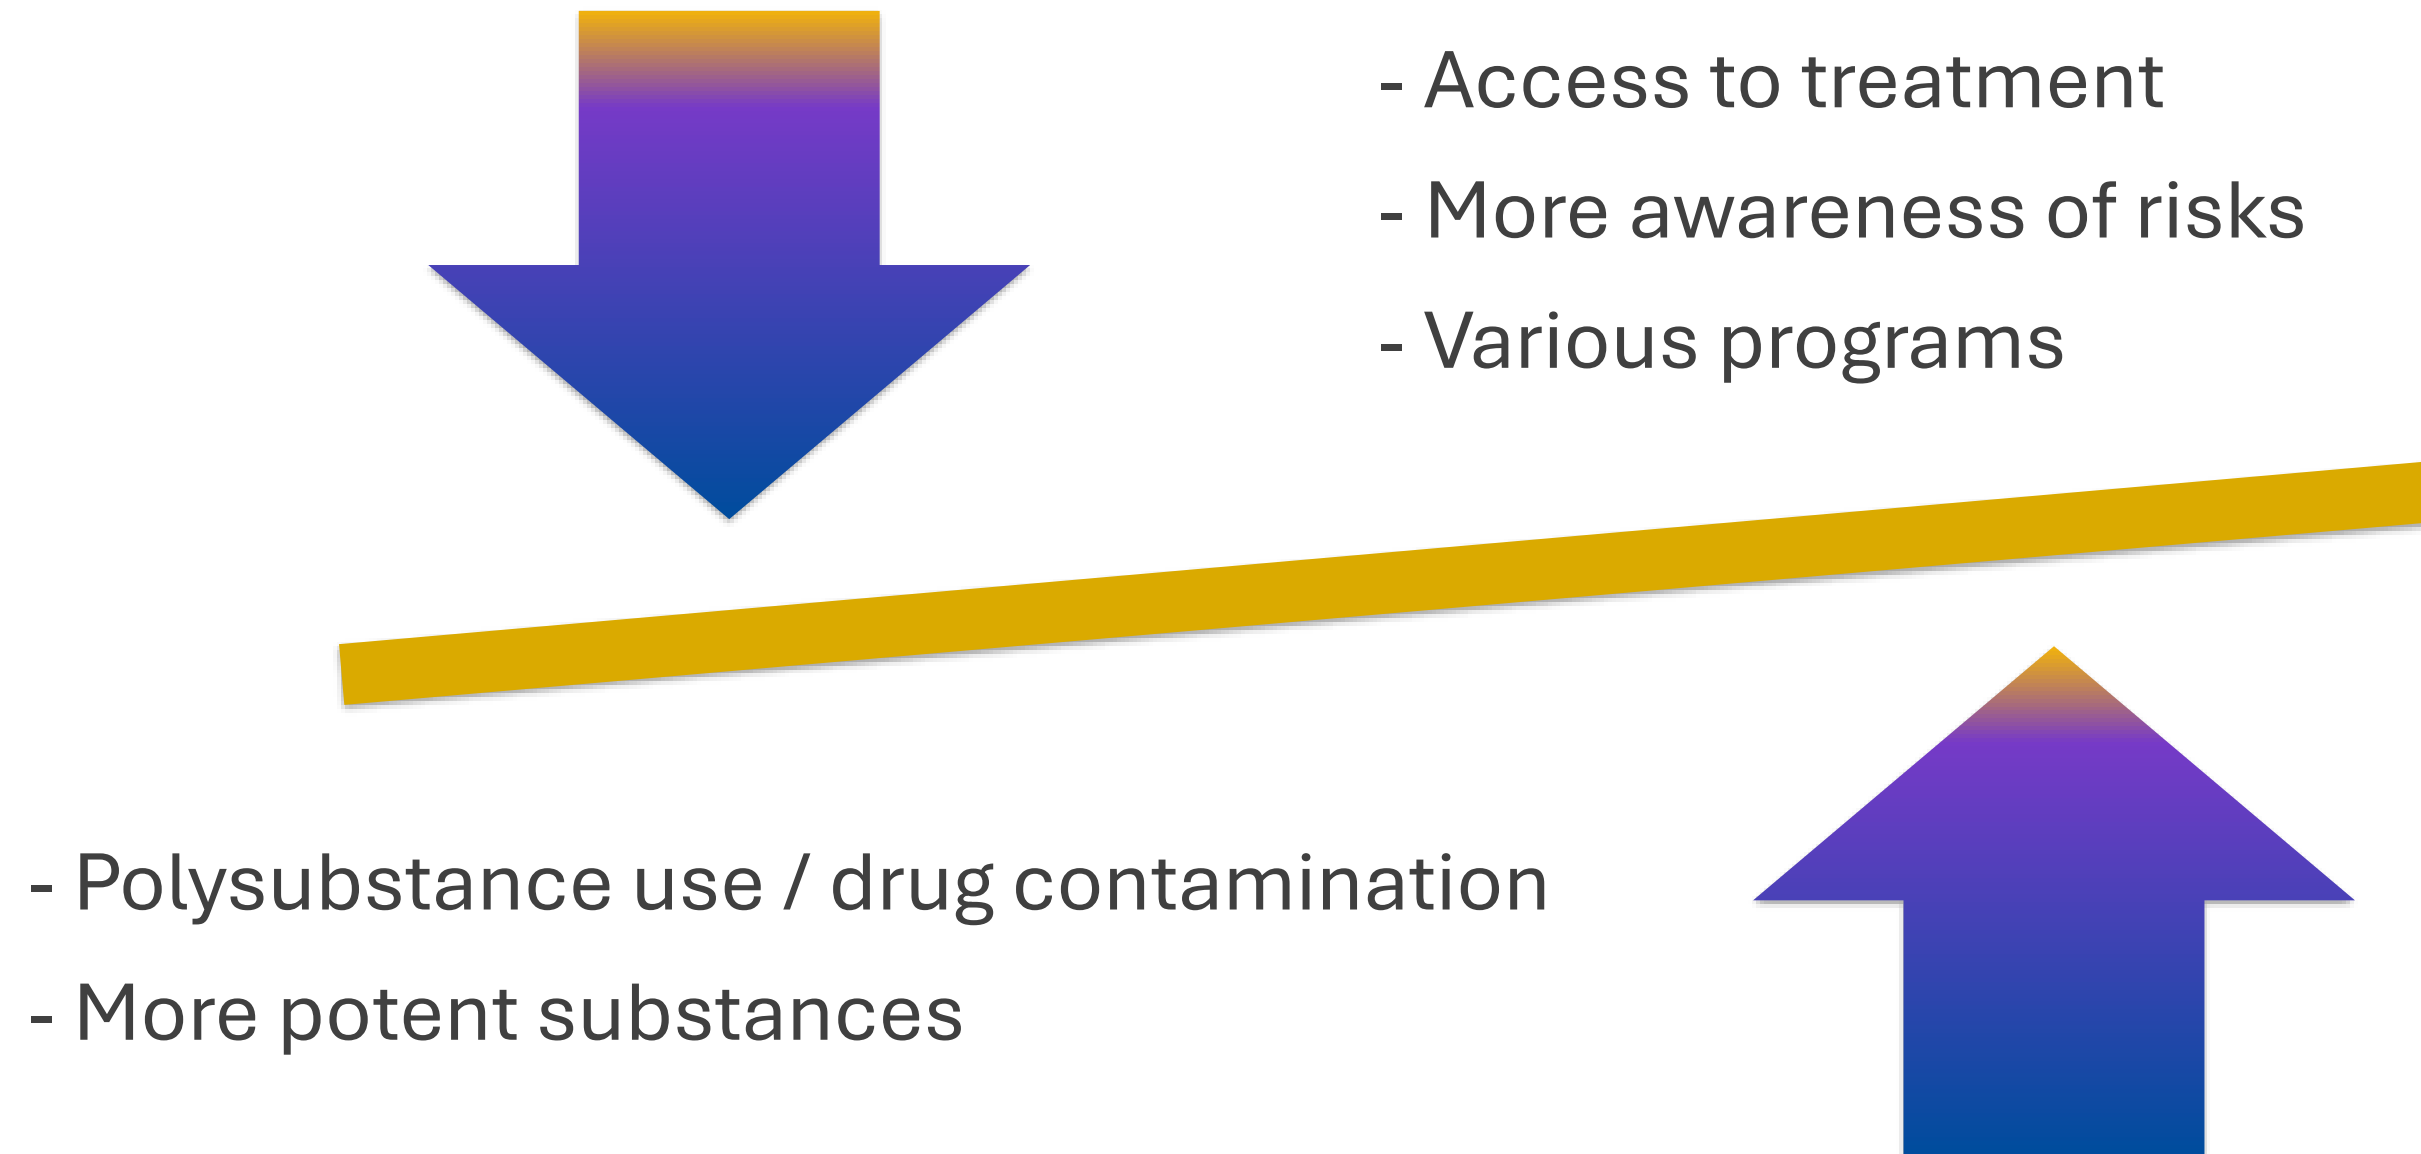 - Access to treatment
- More awareness of risks
- Various programs
- Polysubstance use / drug contamination
- More potent substances